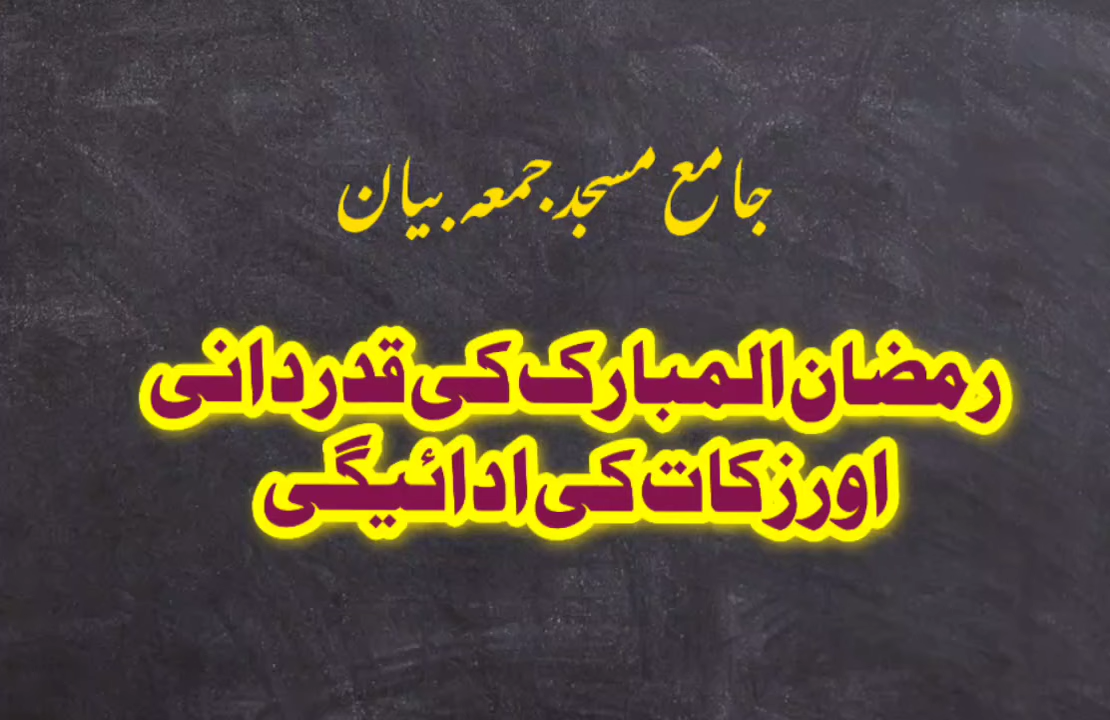 جامع مسجد جمعہ بیان
رمضان المبارک کی قدردانی
اور زکات کی ادائیگی